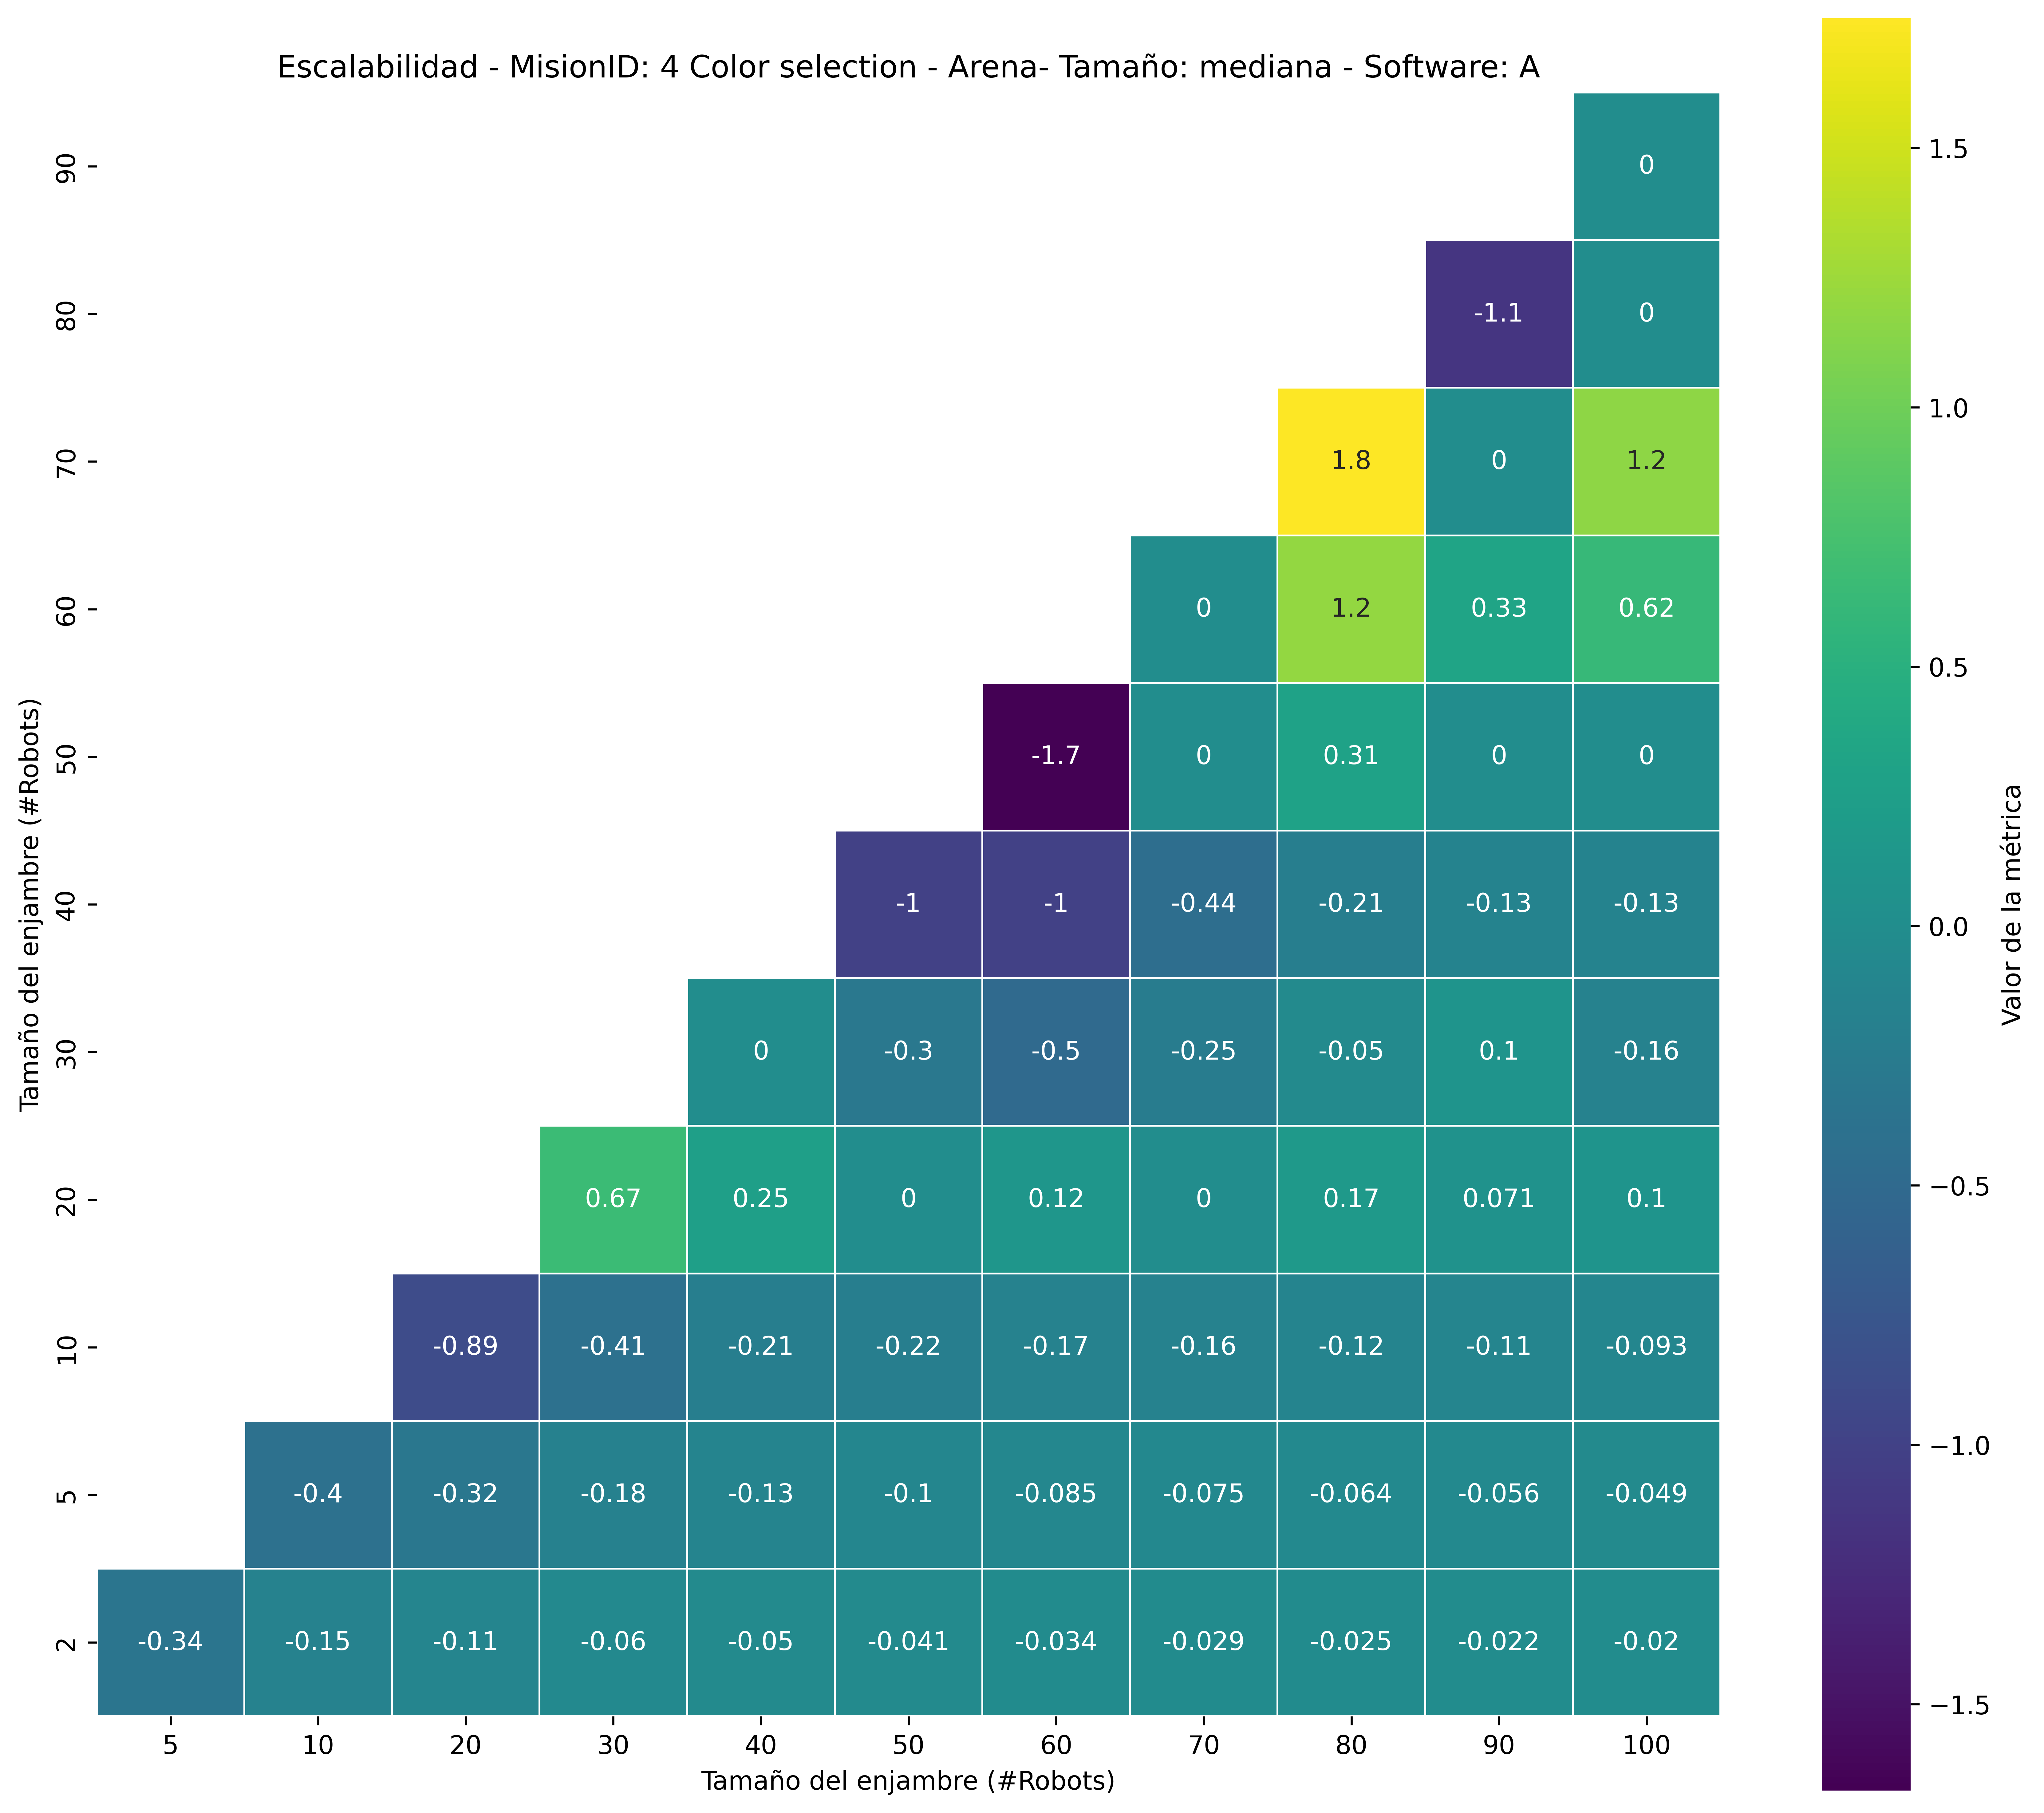 Escalabilidad - MisionID: 4 Color selection - Arena- Tamaño: mediana - Software: A
90 0
80 -1.1 0
70 1.8 0 1.2
60 0 1.2 0.33 0.62
50 -1.7 0 0.31 0 0
40 -1 -1 -0.44 -0.21 -0.13 -0.13
30 0 -0.3 -0.5 -0.25 -0.05 0.1 -0.16
20 0.67 0.25 0 0.12 0 0.17 0.071 0.1
10 -0.89 -0.41 -0.21 -0.22 -0.17 -0.16 -0.12 -0.11 -0.093
5 -0.4 -0.32 -0.18 -0.13 -0.1 -0.085 -0.075 -0.064 -0.056 -0.049
2 -0.34 -0.15 -0.11 -0.06 -0.05 -0.041 -0.034 -0.029 -0.025 -0.022 -0.02
5 10 20 30 40 50 60 70 80 90 100
Tamaño del enjambre (#Robots)
Tamaño del enjambre (#Robots)
1.5
1.0
0.5
0.0
−0.5
−1.0
−1.5
Valor de la métrica